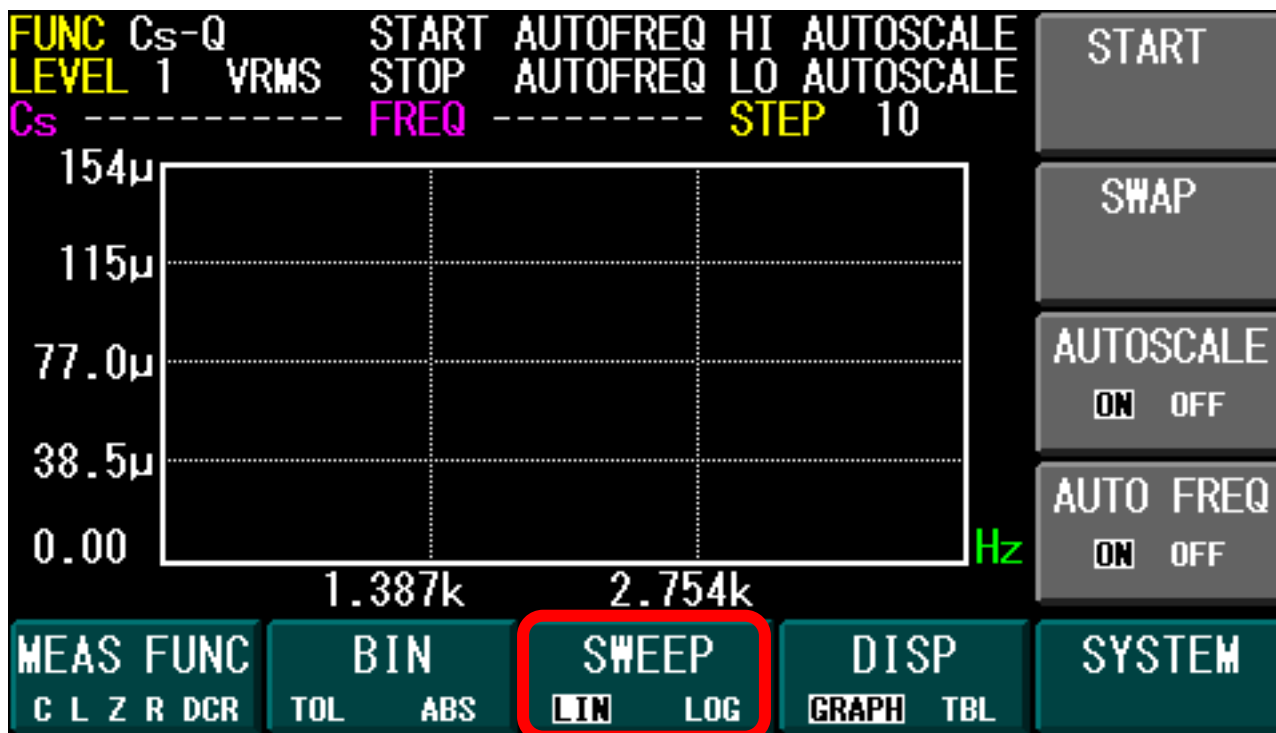 FUNC Cs-Q START AUTOFREQ HI AUTOSCALE
LEVEL 1 VRMS STOP AUTOFREQ LO AUTOSCALE
Cs ----------- FREQ --------- STEP 10
154µ
115µ
77.0µ
38.5µ
0.00
Hz
1.387k 2.754k
START
SWAP
AUTOSCALE
ON OFF
AUTO FREQ
ON OFF
MEAS FUNC BIN SWEEP DISP SYSTEM
C L Z R DCR TOL ABS LIN LOG GRAPH TBL